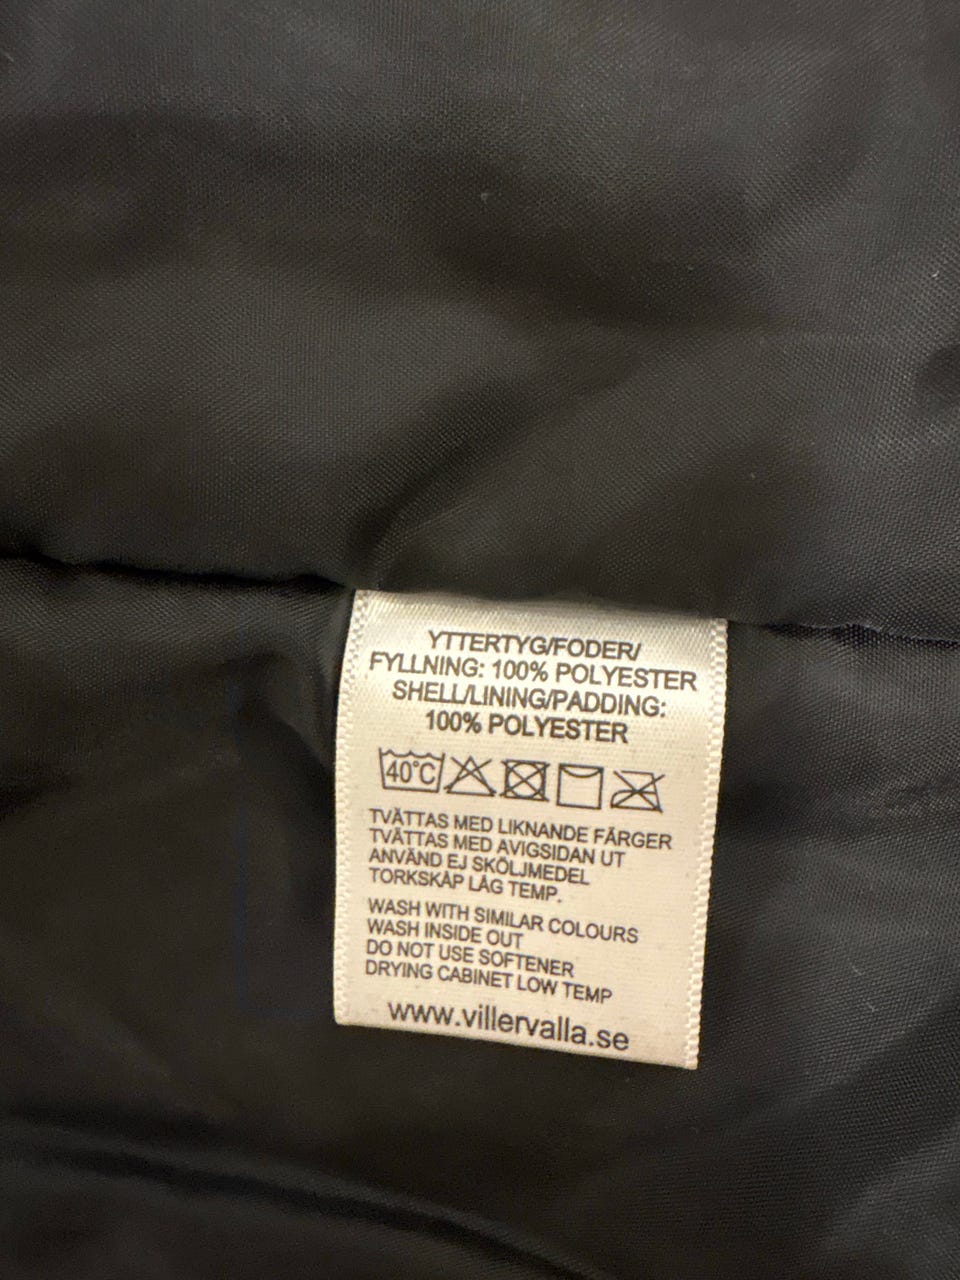 YTTERTYG/FODER/
FYLLNING: 100% POLYESTER
SHELL/LINING/PADDING:
100% POLYESTER
40°C
TVÄTTAS MED LIKNANDE FÄRGER
TVÄTTAS MED AVIGSIDAN UT
ANVÄND EJ SKÖLJMEDEL
TORKSKÅP LÅG TEMP.
WASH WITH SIMILAR COLOURS
WASH INSIDE OUT
DO NOT USE SOFTENER
DRYING CABINET LOW TEMP
www.villervalla.se